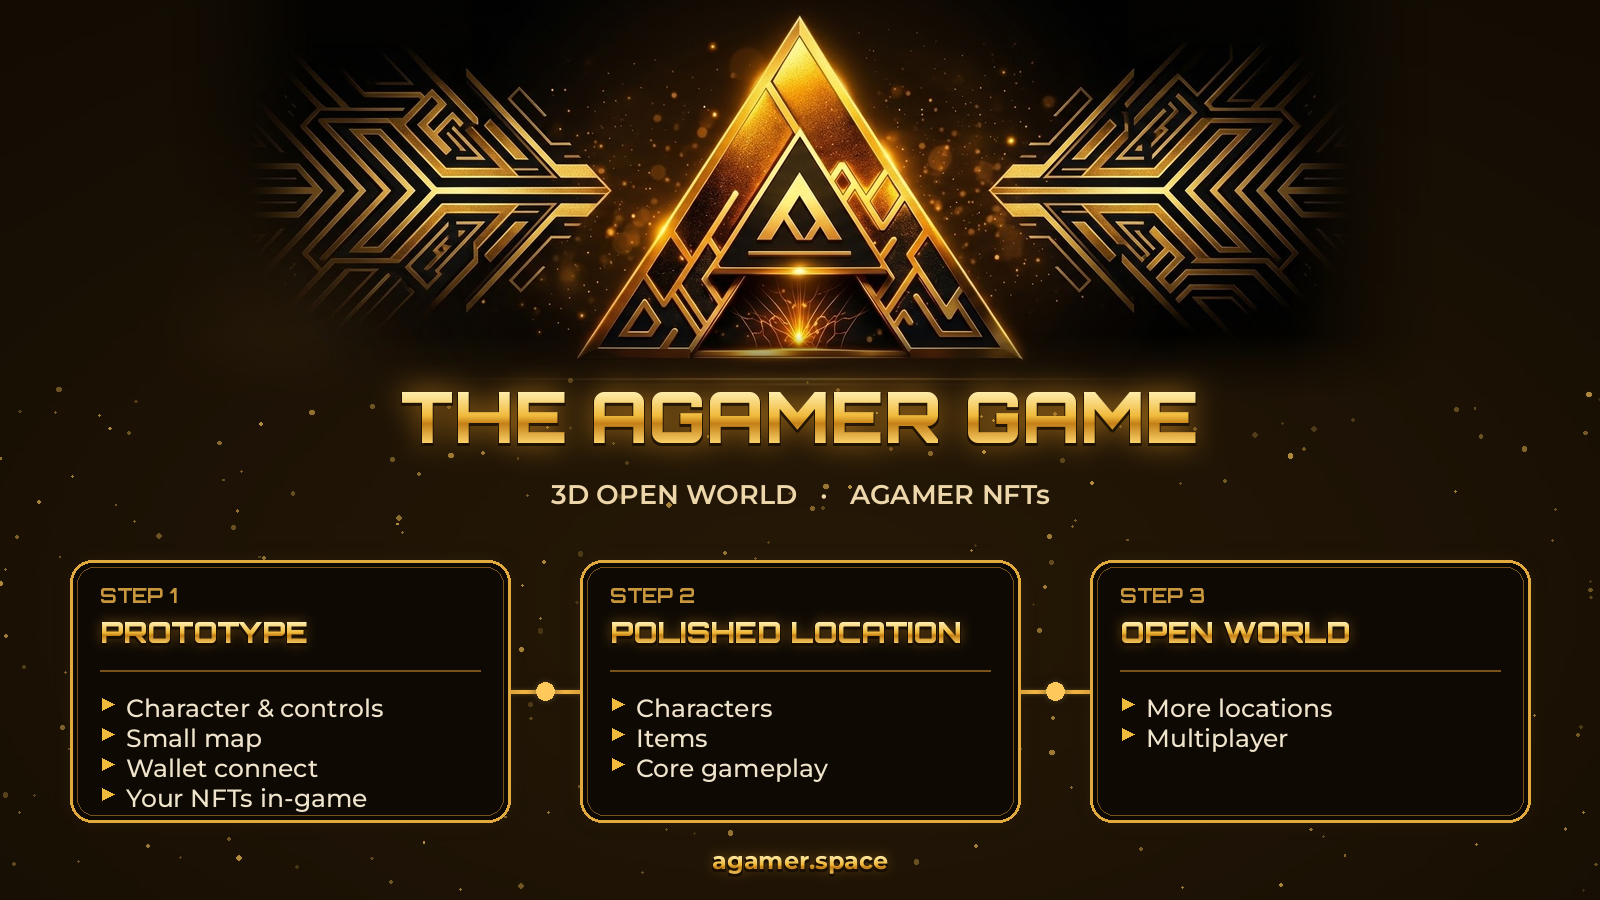 THE AGAMER GAME
3D OPEN WORLD · AGAMER NFTs
STEP 1
PROTOTYPE
Character & controls
Small map
Wallet connect
Your NFTs in-game
STEP 2
POLISHED LOCATION
Characters
Items
Core gameplay
STEP 3
OPEN WORLD
More locations
Multiplayer
agamer.space